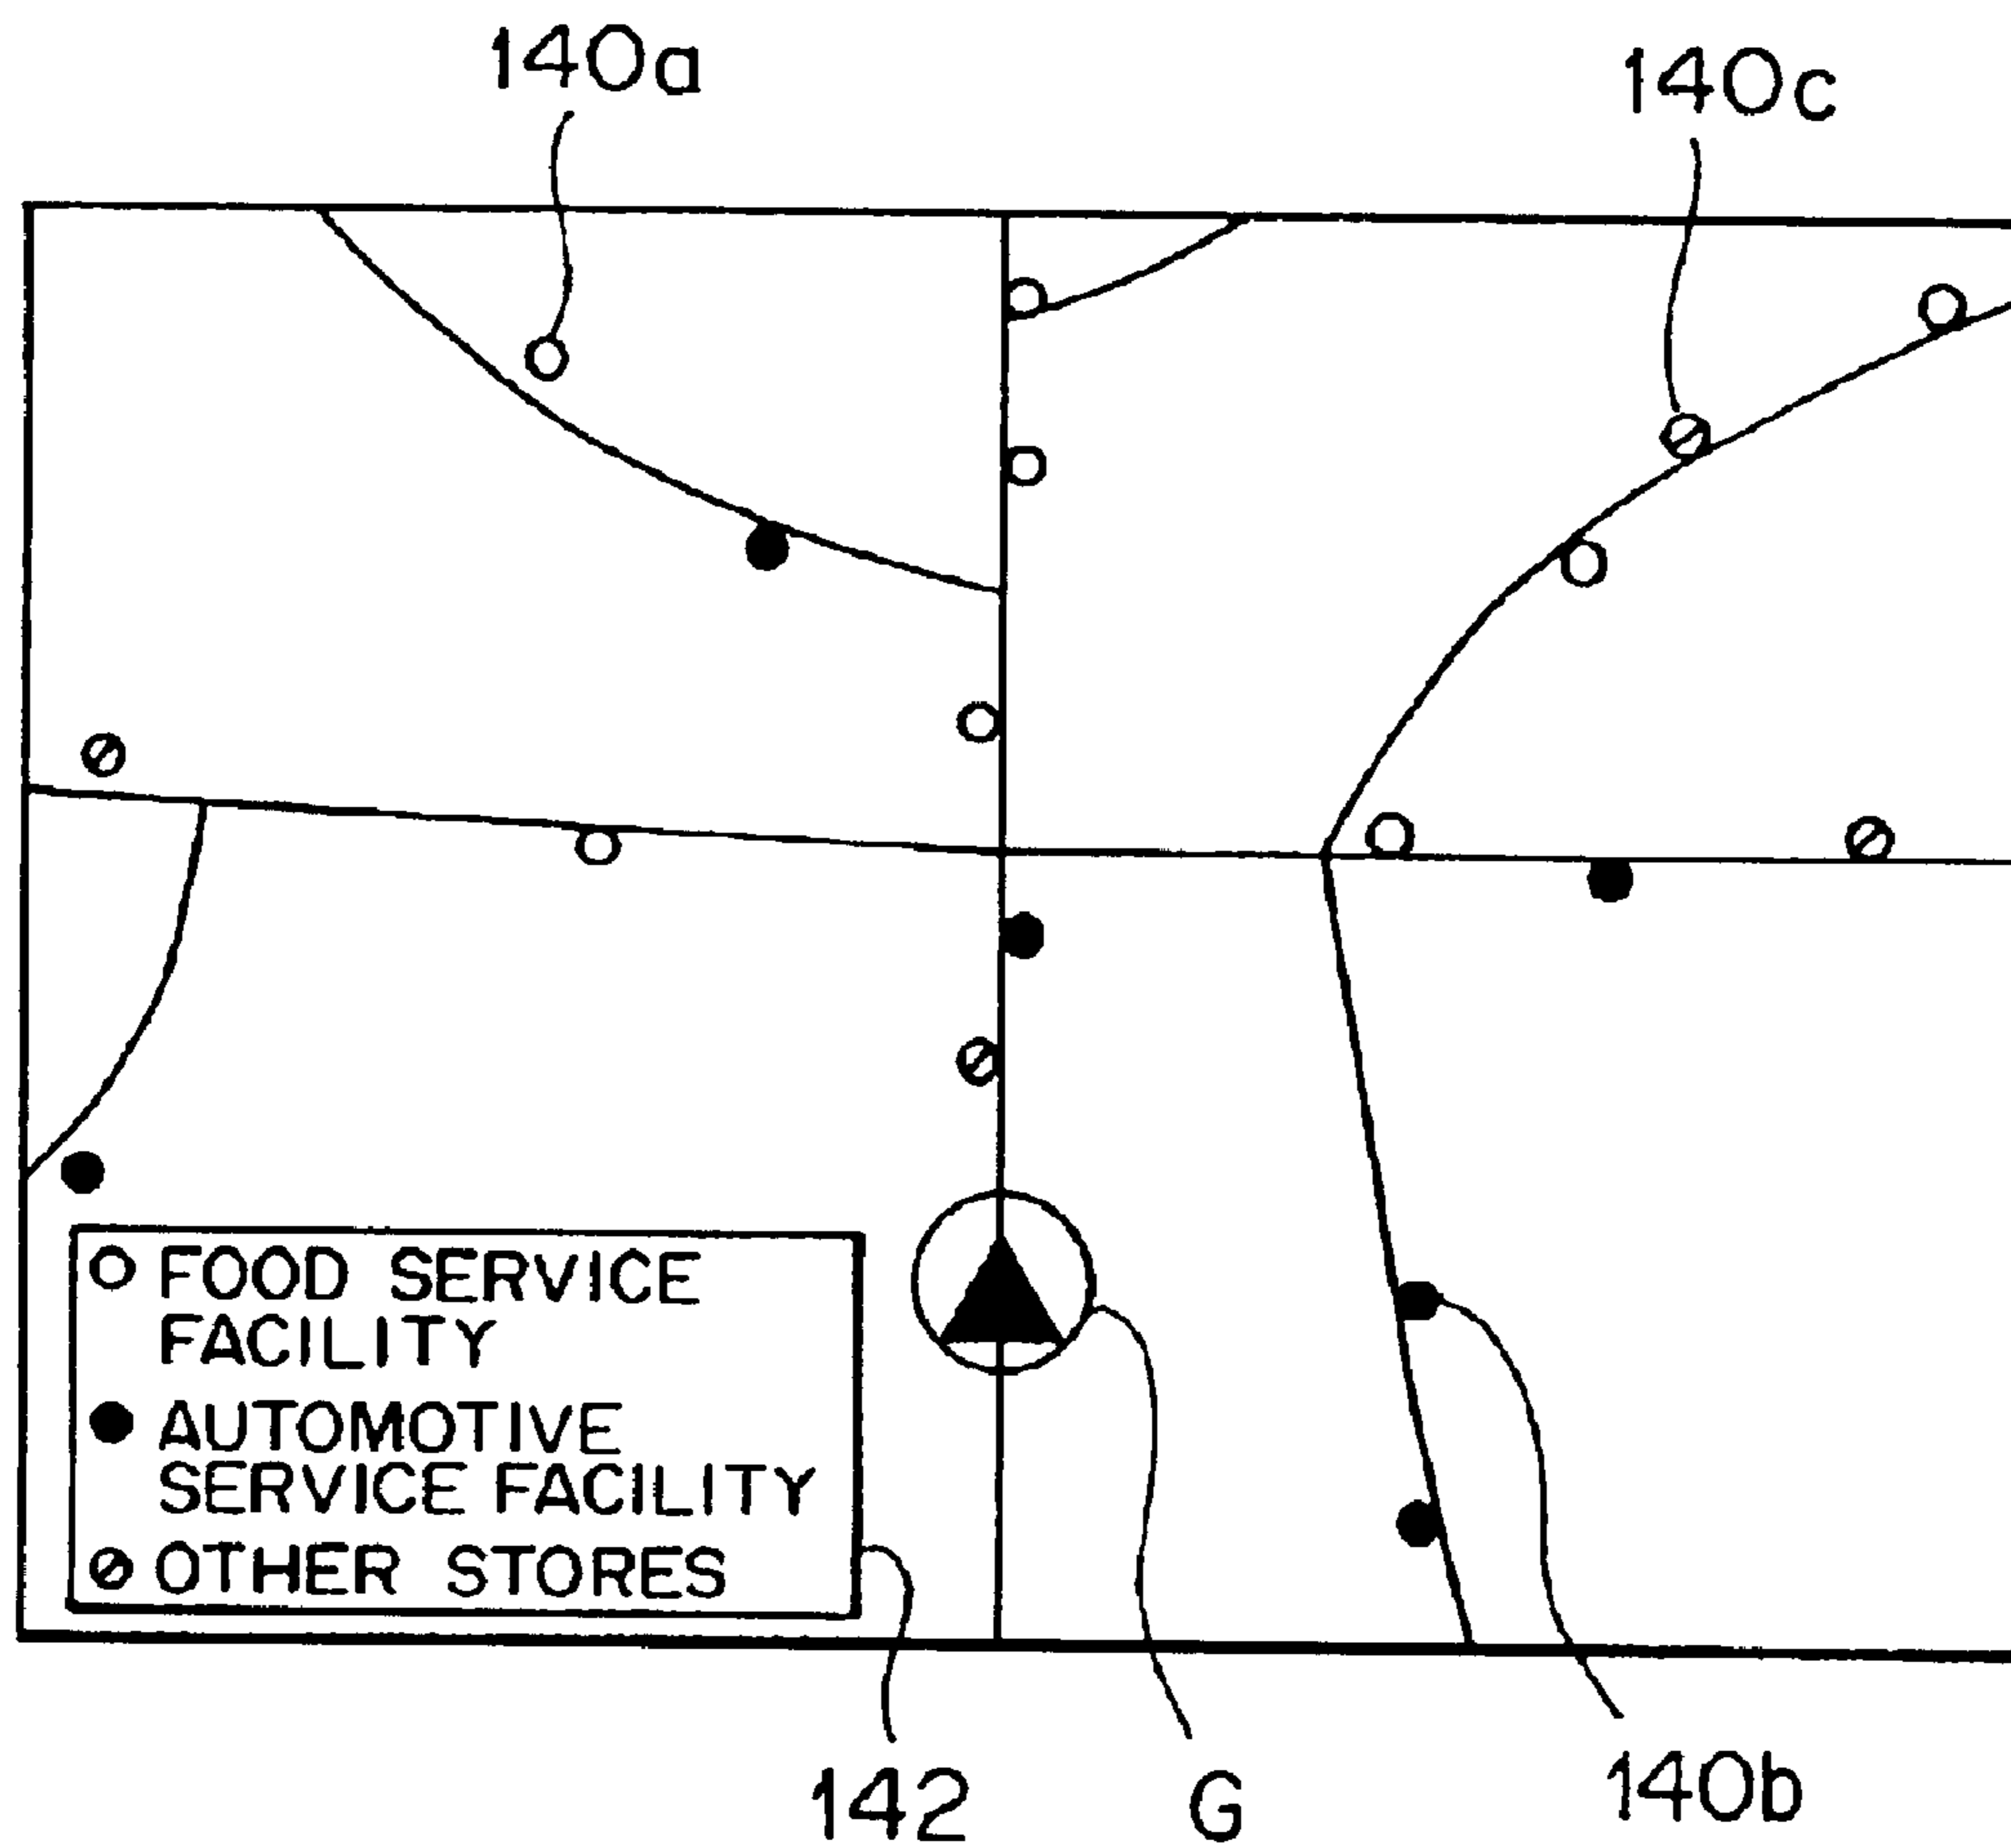 140a
140c
FOOD SERVICE
FACILITY
AUTOMOTIVE
SERVICE FACILITY
OTHER STORES
142
G
140b